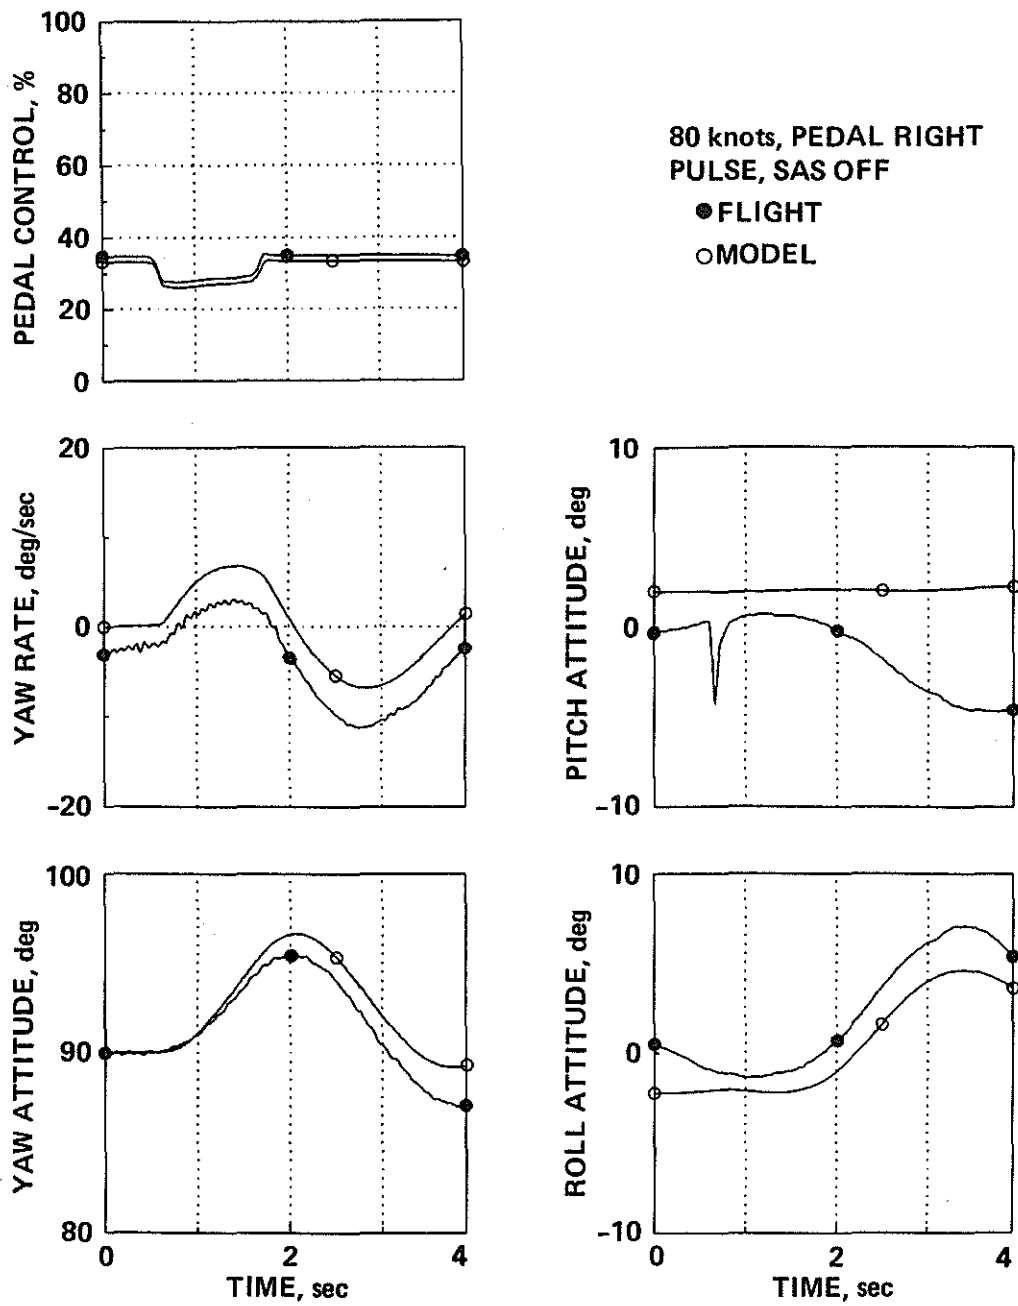 100
80
60
40
20
0
PEDAL CONTROL, %
80 knots, PEDAL RIGHT
PULSE, SAS OFF
FLIGHT
MODEL
20
0
-20
YAW RATE, deg/sec
10
0
-10
PITCH ATTITUDE, deg
100
90
80
YAW ATTITUDE, deg
0 2 4
TIME, sec
10
0
-10
ROLL ATTITUDE, deg
0 2 4
TIME, sec